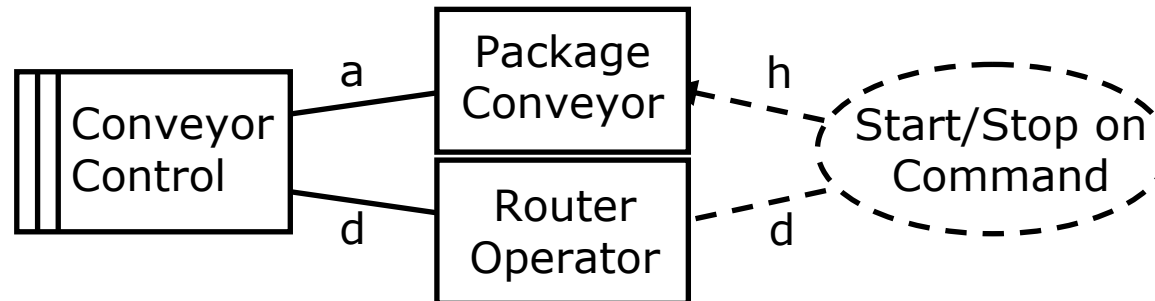 Conveyor
Control
a
d
Package
Conveyor
Router
Operator
h
d
Start/Stop on
Command